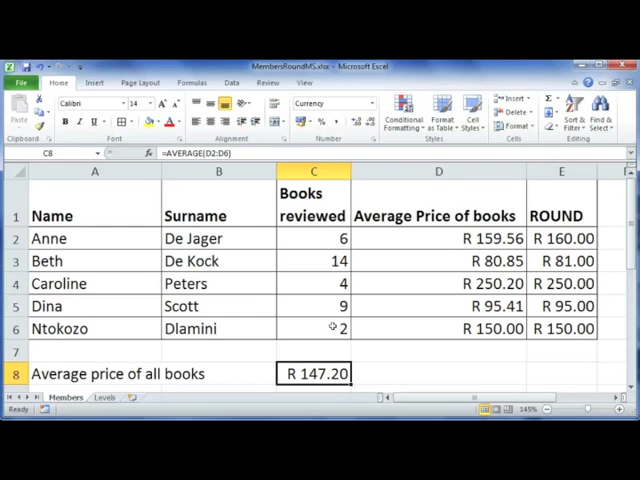 MembersRoundMS.xlsx - Microsoft Excel
File Home Insert Page Layout Formulas Data Review View
Paste
Calibri 14
Currency
Conditional Formatting
Format as Table
Cell Styles
Insert
Delete
Format
Sort & Filter
Find & Select
Clipboard Font Alignment Number Styles Cells Editing
C8 fx =AVERAGE(D2:D6)
A B C D E
1 Name Surname Books reviewed Average Price of books ROUND
2 Anne De Jager 6 R 159.56 R 160.00
3 Beth De Kock 14 R 80.85 R 81.00
4 Caroline Peters 4 R 250.20 R 250.00
5 Dina Scott 9 R 95.41 R 95.00
6 Ntokozo Dlamini 2 R 150.00 R 150.00
7
8 Average price of all books R 147.20
Members Levels
Ready 145%